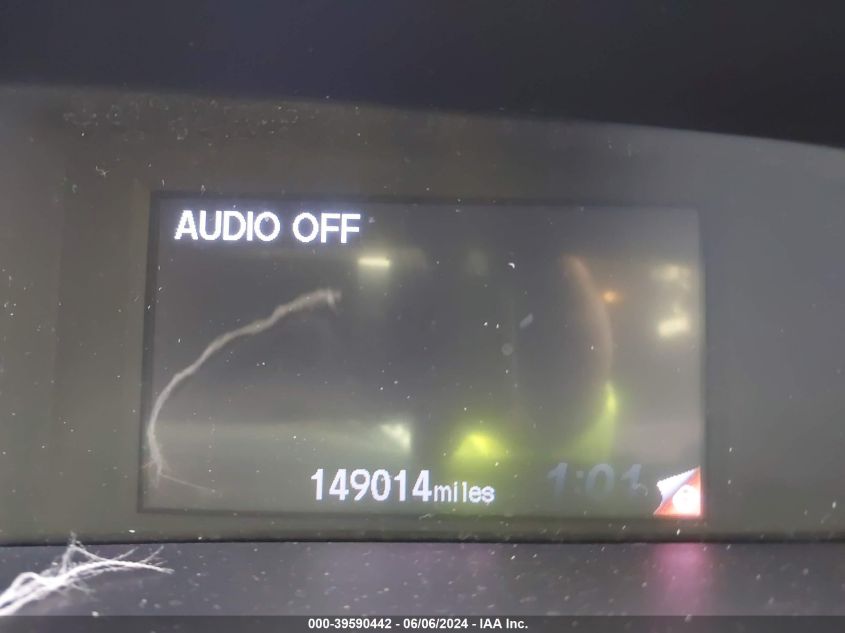 AUDIO OFF
149014miles 1:01
000-39590442 - 06/06/2024 - IAA Inc.